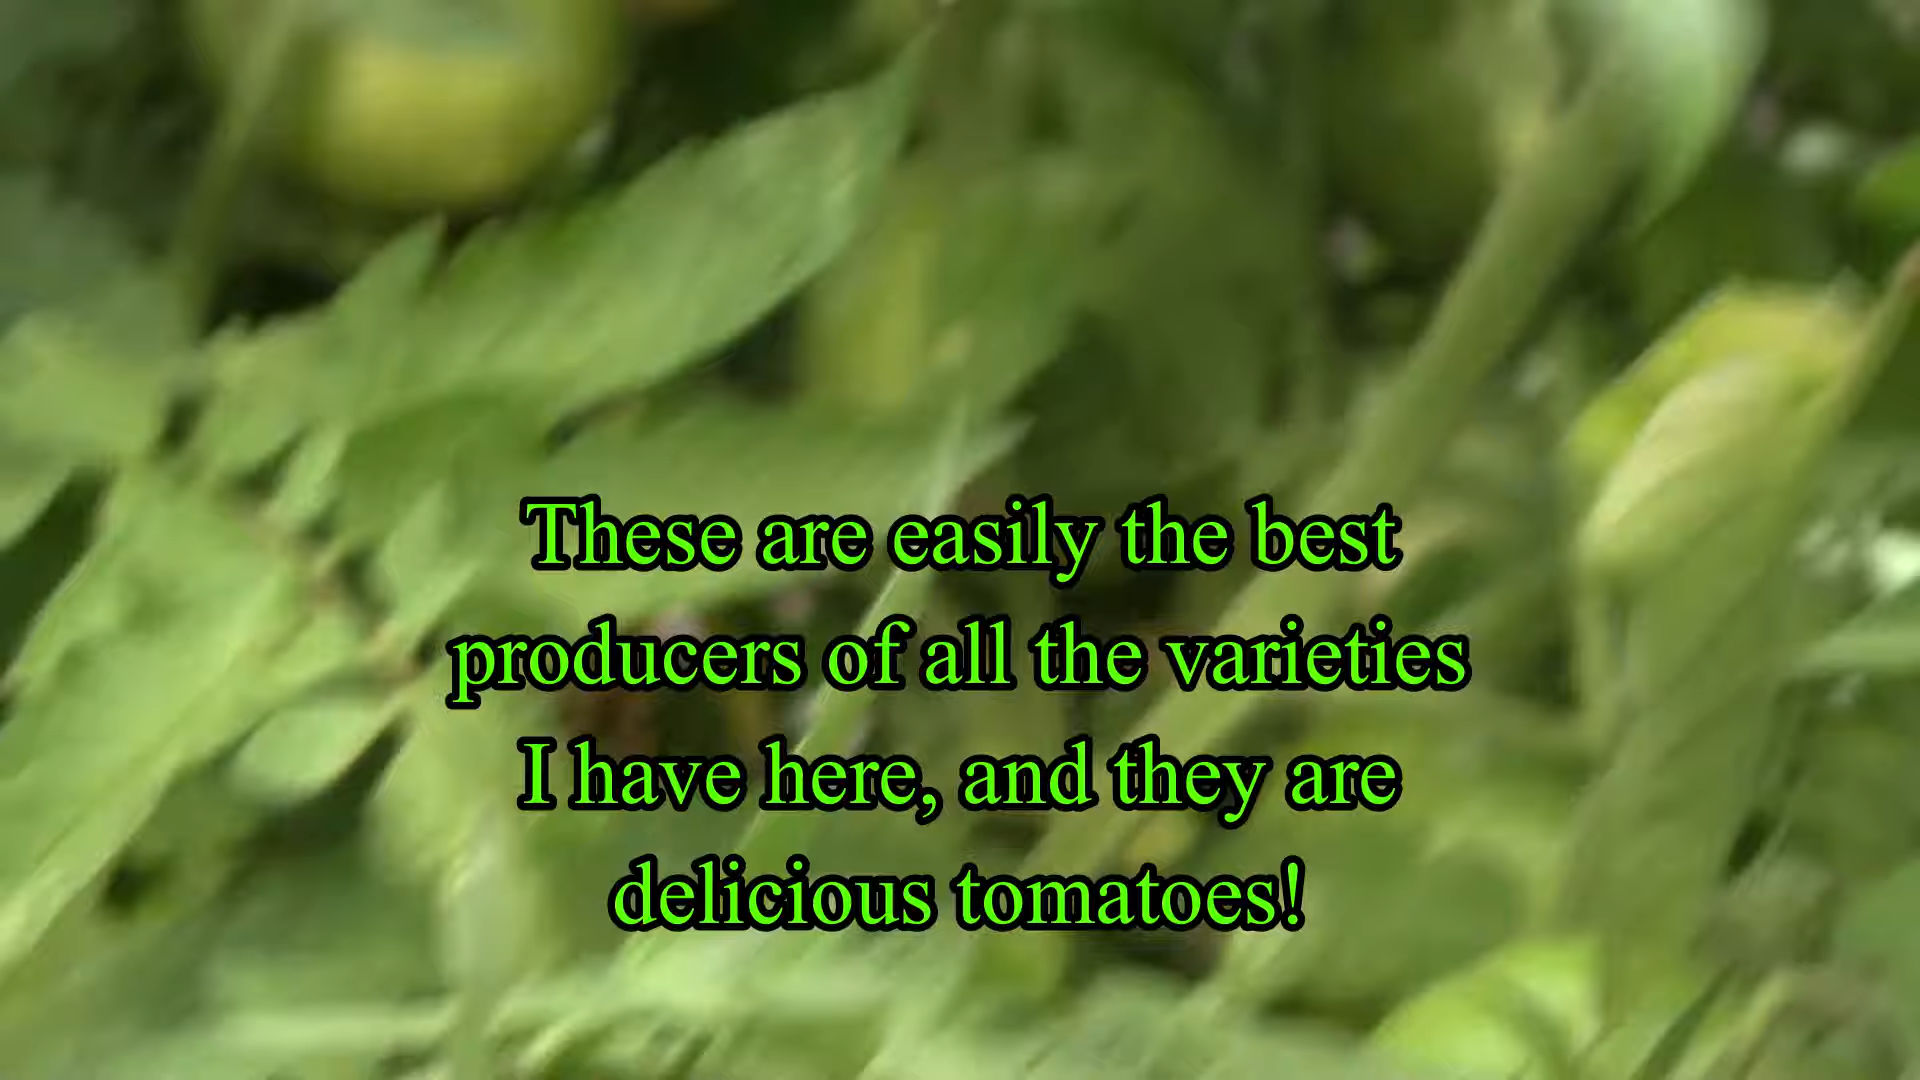 These are easily the best
producers of all the varieties
I have here, and they are
delicious tomatoes!